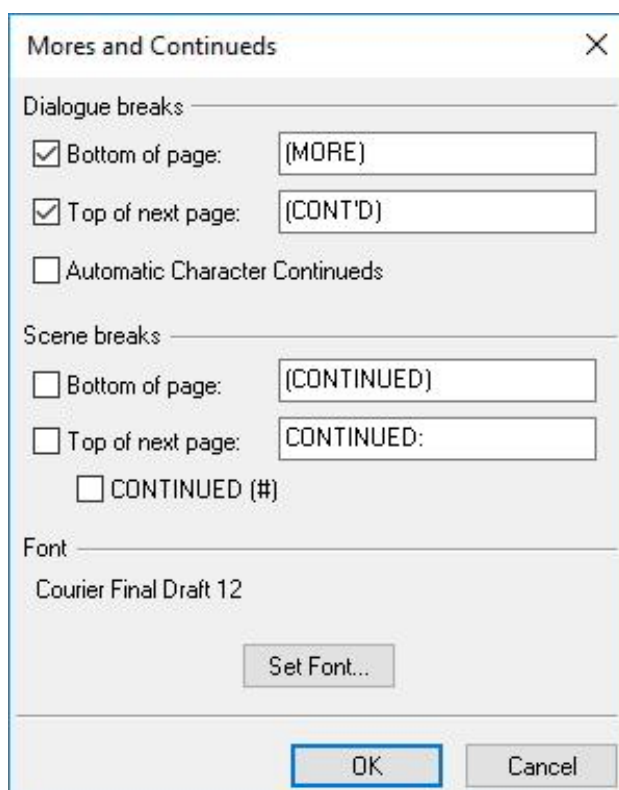 Mores and Continueds
Dialogue breaks
Bottom of page: (MORE)
Top of next page: (CONT'D)
Automatic Character Continueds
Scene breaks
Bottom of page: (CONTINUED)
Top of next page: CONTINUED:
CONTINUED (#)
Font
Courier Final Draft 12
Set Font...
OK Cancel